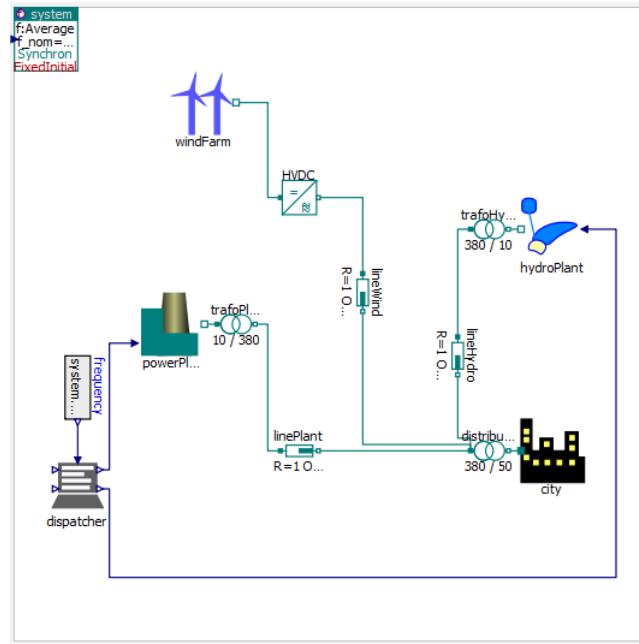 system
f:Average
f_nom=...
Synchron
FixedInitial
windFarm
HVDC
=
trafoHy...
380 / 10
hydroPlant
lineWind
R=1 O...
trafoPl...
10 / 380
powerPl...
lineHydro
R=1 O...
frequency
system....
linePlant
R=1 O...
distribu...
380 / 50
city
dispatcher